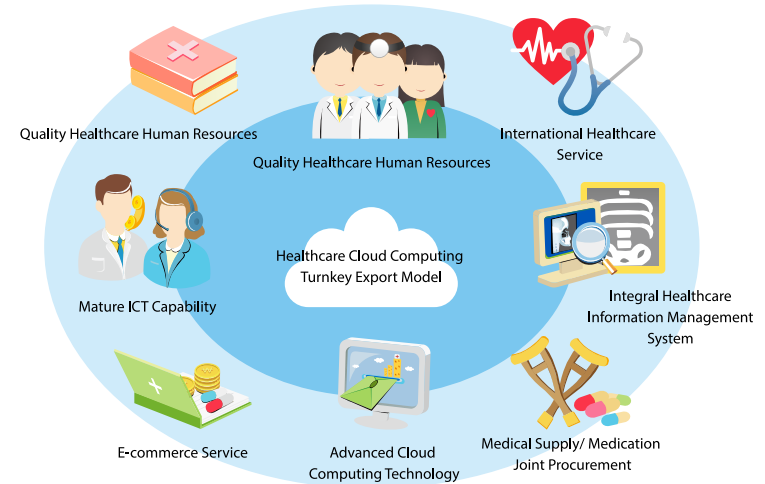 Quality Healthcare Human Resources
Quality Healthcare Human Resources
International Healthcare
Service
Mature ICT Capability
Healthcare Cloud Computing
Turnkey Export Model
Integral Healthcare
Information Management
System
E-commerce Service
Advanced Cloud
Computing Technology
Medical Supply/ Medication
Joint Procurement